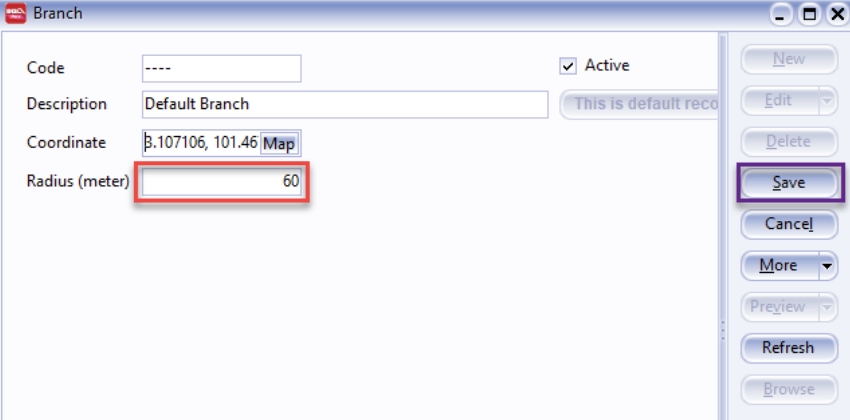 Branch
Code ----
Active
Description Default Branch
This is default reco
Coordinate 3.107106, 101.46 Map
Radius (meter) 60
New
Edit
Delete
Save
Cancel
More
Preview
Refresh
Browse